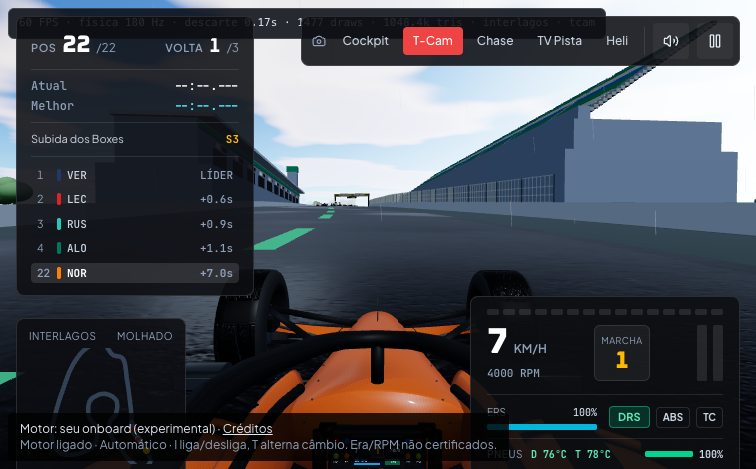 60 FPS · física 180 Hz · descarte 0.17s · 1477 draws · 1048.4k tris · interlagos · tcam
POS 22 /22 VOLTA 1 /3
Cockpit T-Cam Chase TV Pista Heli
Atual --:--.---
Melhor --:--.---
Subida dos Boxes S3
1 VER LÍDER
2 LEC +0.6s
3 RUS +0.9s
4 ALO +1.1s
22 NOR +7.0s
INTERLAGOS MOLHADO
7 KM/H
4000 RPM
MARCHA
1
ERS 100%
DRS ABS TC
PNEUS D 76°C T 78°C 100%
Motor: seu onboard (experimental) · Créditos
Motor ligado · Automático · I liga/desliga, T alterna câmbio. Era/RPM não certificados.